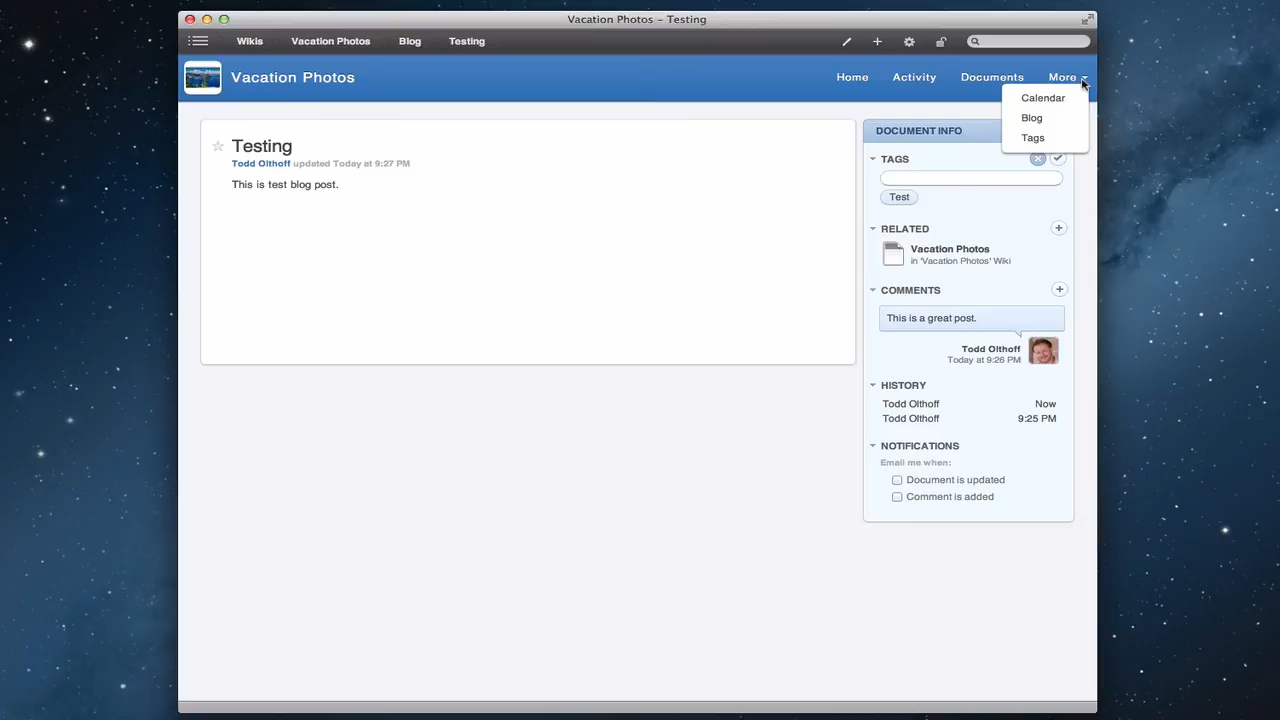 Vacation Photos – Testing
Wikis Vacation Photos Blog Testing
Vacation Photos Home Activity Documents More
Calendar
Blog
Tags
Testing
Todd Olthoff updated Today at 9:27 PM
This is test blog post.
DOCUMENT INFO
TAGS
Test
RELATED
Vacation Photos
in 'Vacation Photos' Wiki
COMMENTS
This is a great post.
Todd Olthoff
Today at 9:26 PM
HISTORY
Todd Olthoff Now
Todd Olthoff 9:25 PM
NOTIFICATIONS
Email me when:
Document is updated
Comment is added